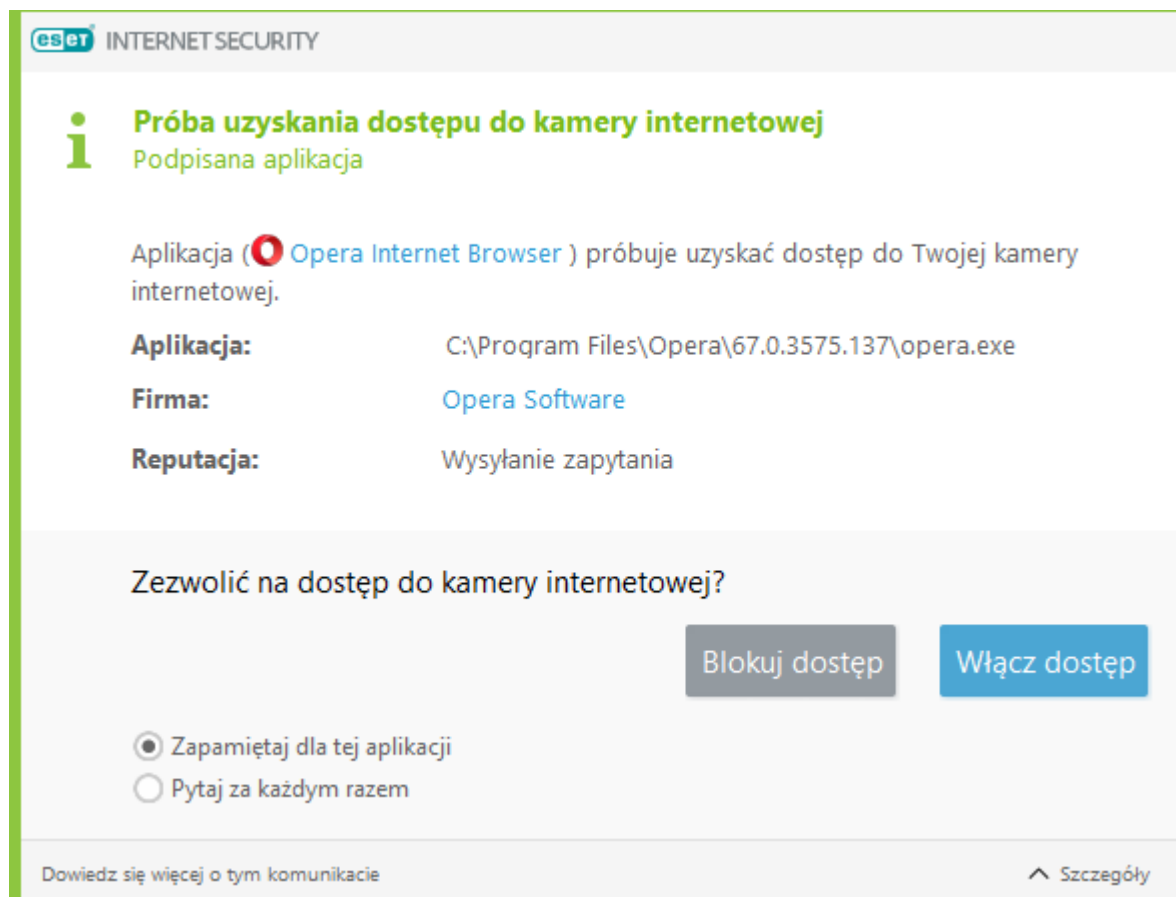 eseT INTERNET SECURITY
Próba uzyskania dostępu do kamery internetowej
Podpisana aplikacja
Aplikacja ( Opera Internet Browser ) próbuje uzyskać dostęp do Twojej kamery
internetowej.
Aplikacja: C:\Program Files\Opera\67.0.3575.137\opera.exe
Firma: Opera Software
Reputacja: Wysyłanie zapytania
Zezwolić na dostęp do kamery internetowej?
Blokuj dostęp Włącz dostęp
Zapamiętaj dla tej aplikacji
Pytaj za każdym razem
Dowiedz się więcej o tym komunikacie Szczegóły